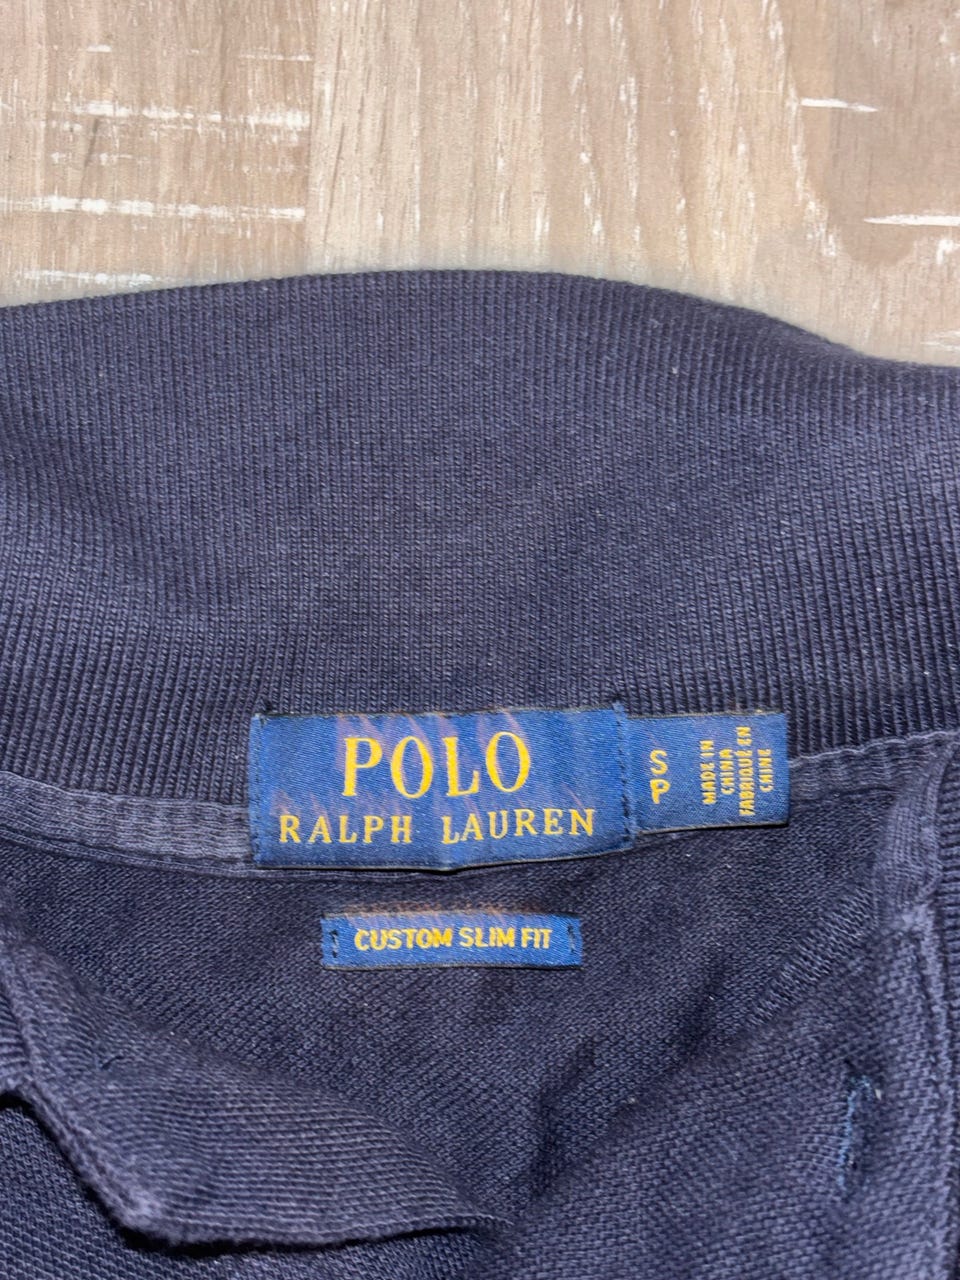 POLO
RALPH LAUREN
S
P
MADE IN
CHINA
FABRIQUÉ EN
CHINE
CUSTOM SLIM FIT